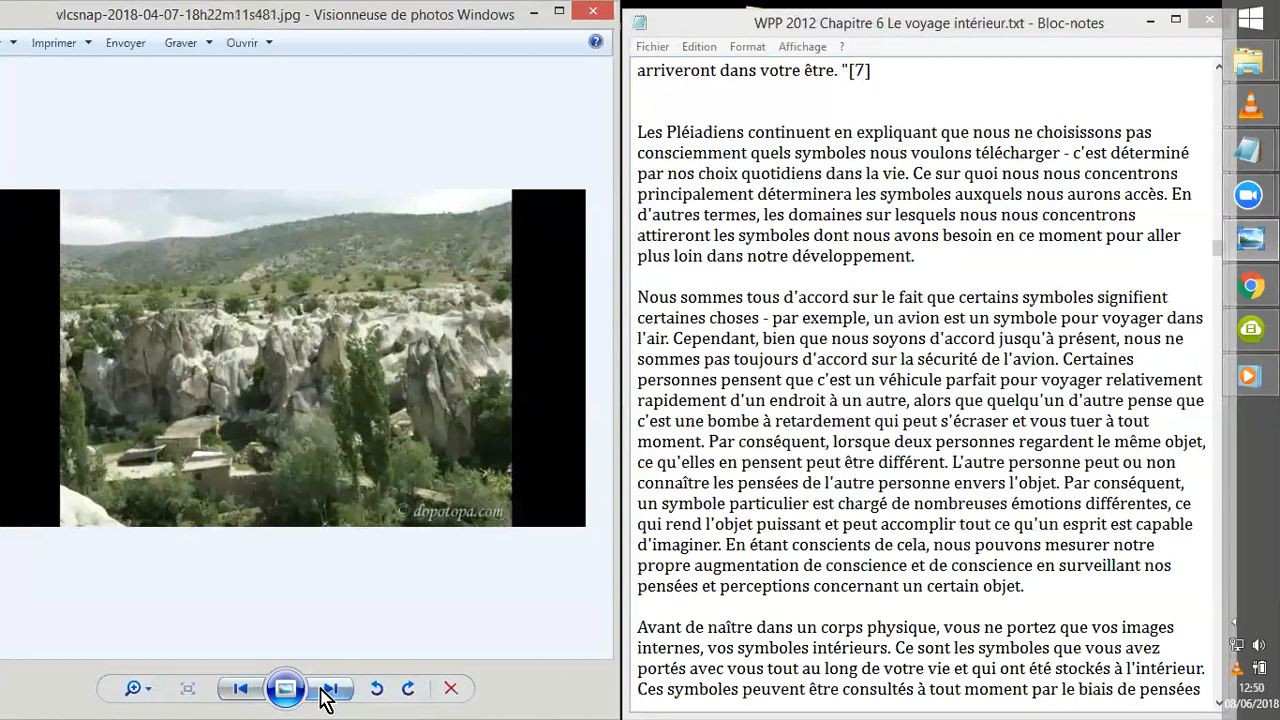 vlcsnap-2018-04-07-18h22m11s481.jpg - Visionneuse de photos Windows
Imprimer
Envoyer
Graver
Ouvrir
© dopotopa.com
WPP 2012 Chapitre 6 Le voyage intérieur.txt - Bloc-notes
Fichier Edition Format Affichage ?
arriveront dans votre être. "[7]
Les Pléiadiens continuent en expliquant que nous ne choisissons pas
consciemment quels symboles nous voulons télécharger - c'est déterminé
par nos choix quotidiens dans la vie. Ce sur quoi nous nous concentrons
principalement déterminera les symboles auxquels nous aurons accès. En
d'autres termes, les domaines sur lesquels nous nous concentrons
attireront les symboles dont nous avons besoin en ce moment pour aller
plus loin dans notre développement.
Nous sommes tous d'accord sur le fait que certains symboles signifient
certaines choses - par exemple, un avion est un symbole pour voyager dans
l'air. Cependant, bien que nous soyons d'accord jusqu'à présent, nous ne
sommes pas toujours d'accord sur la sécurité de l'avion. Certaines
personnes pensent que c'est un véhicule parfait pour voyager relativement
rapidement d'un endroit à un autre, alors que quelqu'un d'autre pense que
c'est une bombe à retardement qui peut s'écraser et vous tuer à tout
moment. Par conséquent, lorsque deux personnes regardent le même objet,
ce qu'elles en pensent peut être différent. L'autre personne peut ou non
connaître les pensées de l'autre personne envers l'objet. Par conséquent,
un symbole particulier est chargé de nombreuses émotions différentes, ce
qui rend l'objet puissant et peut accomplir tout ce qu'un esprit est capable
d'imaginer. En étant conscients de cela, nous pouvons mesurer notre
propre augmentation de conscience et de conscience en surveillant nos
pensées et perceptions concernant un certain objet.
Avant de naître dans un corps physique, vous ne portez que vos images
internes, vos symboles intérieurs. Ce sont les symboles que vous avez
portés avec vous tout au long de votre vie et qui ont été stockés à l'intérieur.
Ces symboles peuvent être consultés à tout moment par le biais de pensées
12:50
08/06/2018